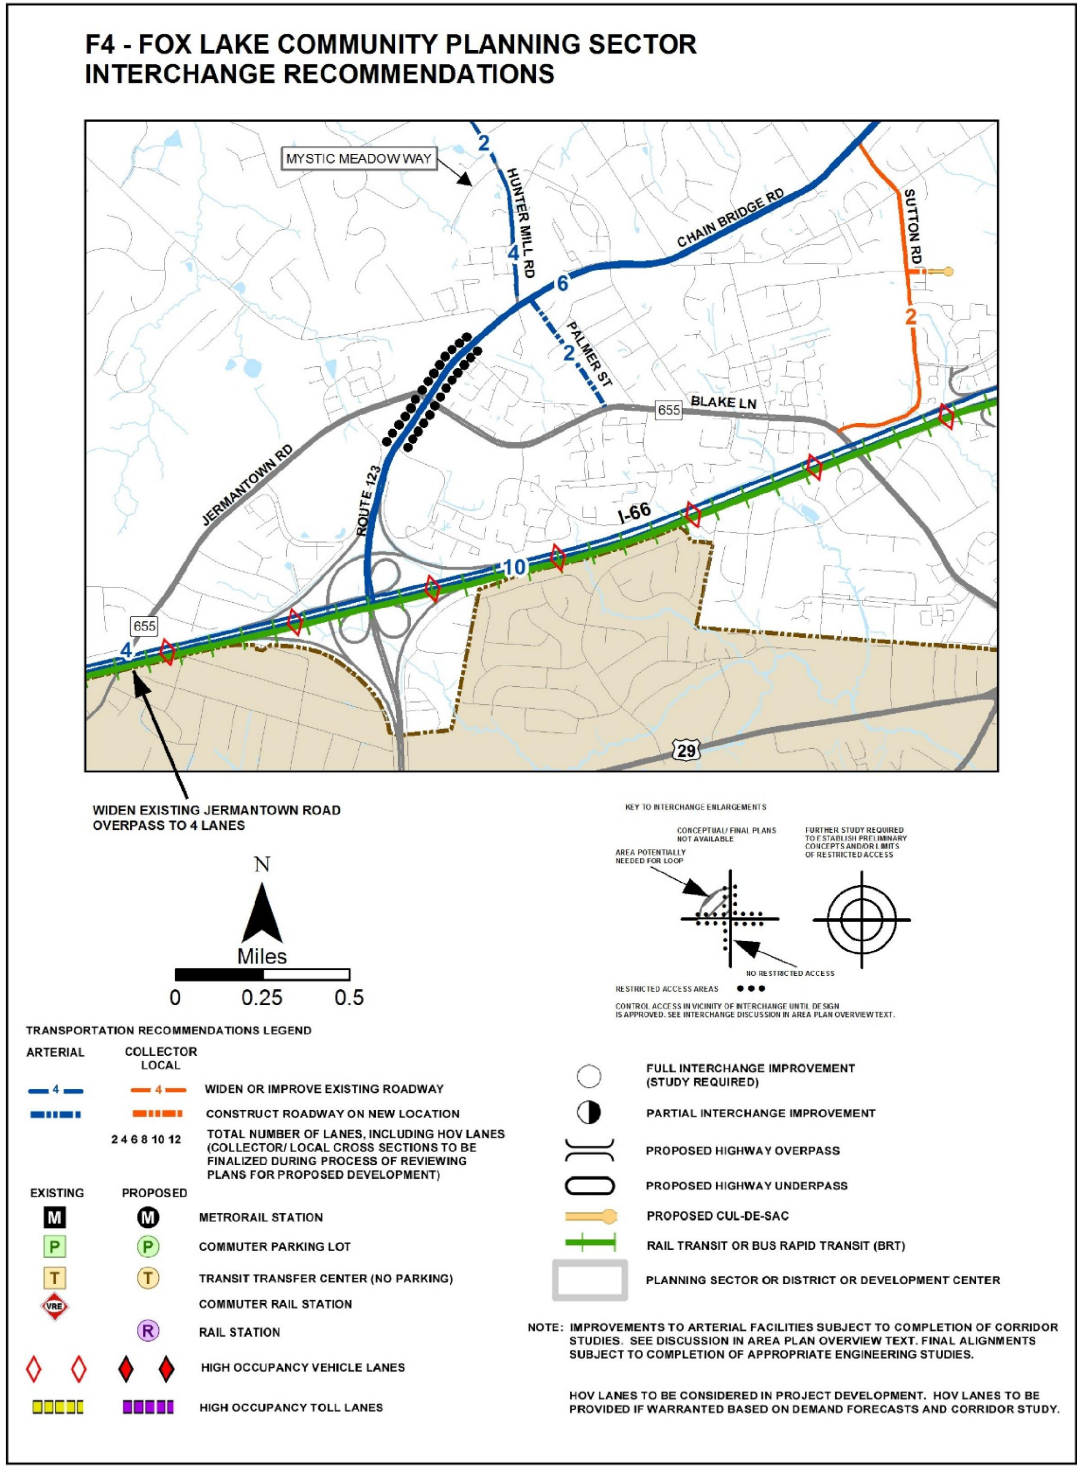 F4 - FOX LAKE COMMUNITY PLANNING SECTOR
INTERCHANGE RECOMMENDATIONS
MYSTIC MEADOW WAY
2
HUNTER MILL RD
4
CHAIN BRIDGE RD
SUTTON RD
6
2
PALMER ST
2
655
BLAKE LN
JERMANTOWN RD
ROUTE 123
I-66
10
655
4
29
WIDEN EXISTING JERMANTOWN ROAD
OVERPASS TO 4 LANES
KEY TO INTERCHANGE ENLARGEMENTS
CONCEPTUAL/ FINAL PLANS
NOT AVAILABLE
AREA POTENTIALLY
NEEDED FOR LOOP
FURTHER STUDY REQUIRED
TO ESTABLISH PRELIMINARY
CONCEPTS AND/OR LIMITS
OF RESTRICTED ACCESS
NO RESTRICTED ACCESS
RESTRICTED ACCESS AREAS
CONTROL ACCESS IN VICINITY OF INTERCHANGE UNTIL DESIGN
IS APPROVED. SEE INTERCHANGE DISCUSSION IN AREA PLAN OVERVIEW TEXT.
N
Miles
0 0.25 0.5
TRANSPORTATION RECOMMENDATIONS LEGEND
ARTERIAL
COLLECTOR
LOCAL
4 4 WIDEN OR IMPROVE EXISTING ROADWAY
CONSTRUCT ROADWAY ON NEW LOCATION
2 4 6 8 10 12 TOTAL NUMBER OF LANES, INCLUDING HOV LANES
(COLLECTOR/ LOCAL CROSS SECTIONS TO BE
FINALIZED DURING PROCESS OF REVIEWING
PLANS FOR PROPOSED DEVELOPMENT)
EXISTING PROPOSED
M M METRORAIL STATION
P P COMMUTER PARKING LOT
T T TRANSIT TRANSFER CENTER (NO PARKING)
VRE COMMUTER RAIL STATION
R RAIL STATION
HIGH OCCUPANCY VEHICLE LANES
HIGH OCCUPANCY TOLL LANES
FULL INTERCHANGE IMPROVEMENT
(STUDY REQUIRED)
PARTIAL INTERCHANGE IMPROVEMENT
PROPOSED HIGHWAY OVERPASS
PROPOSED HIGHWAY UNDERPASS
PROPOSED CUL-DE-SAC
RAIL TRANSIT OR BUS RAPID TRANSIT (BRT)
PLANNING SECTOR OR DISTRICT OR DEVELOPMENT CENTER
NOTE: IMPROVEMENTS TO ARTERIAL FACILITIES SUBJECT TO COMPLETION OF CORRIDOR
STUDIES. SEE DISCUSSION IN AREA PLAN OVERVIEW TEXT. FINAL ALIGNMENTS
SUBJECT TO COMPLETION OF APPROPRIATE ENGINEERING STUDIES.
HOV LANES TO BE CONSIDERED IN PROJECT DEVELOPMENT. HOV LANES TO BE
PROVIDED IF WARRANTED BASED ON DEMAND FORECASTS AND CORRIDOR STUDY.